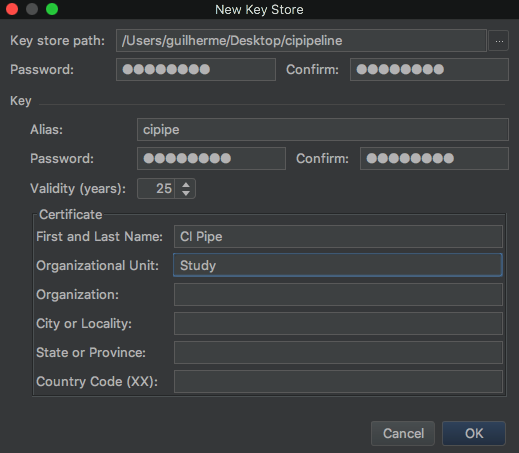 New Key Store
Key store path: /Users/guilherme/Desktop/cipipeline ...
Password: ●●●●●●●● Confirm: ●●●●●●●●
Key
Alias: cipipe
Password: ●●●●●●●● Confirm: ●●●●●●●●
Validity (years): 25
Certificate
First and Last Name: CI Pipe
Organizational Unit: Study
Organization:
City or Locality:
State or Province:
Country Code (XX):
Cancel OK